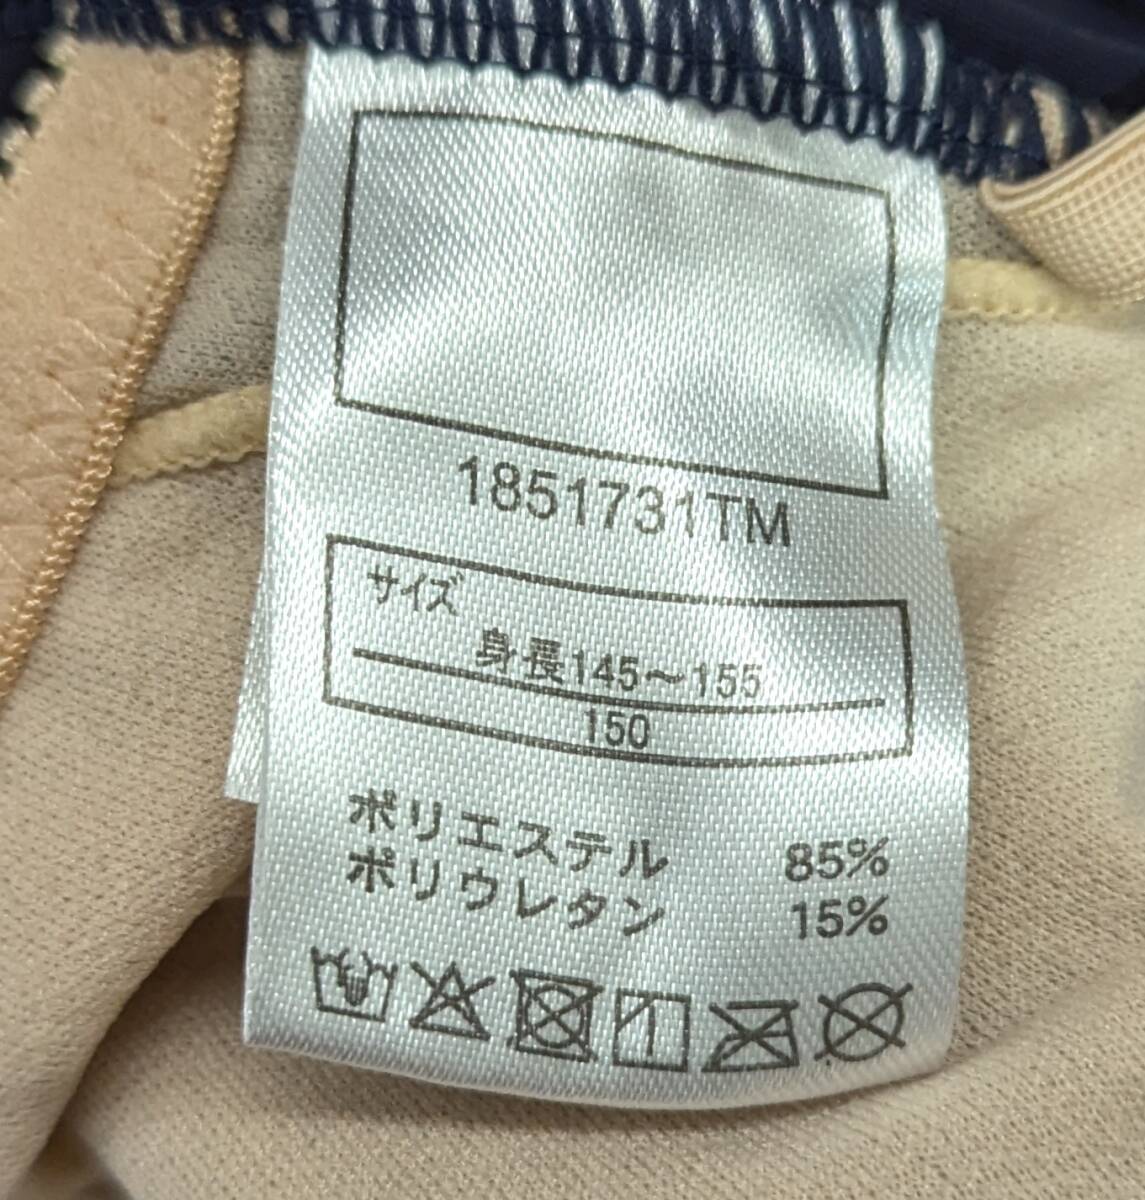 1851731TM
サイズ
身長145～155
150
ポリエステル 85%
ポリウレタン 15%